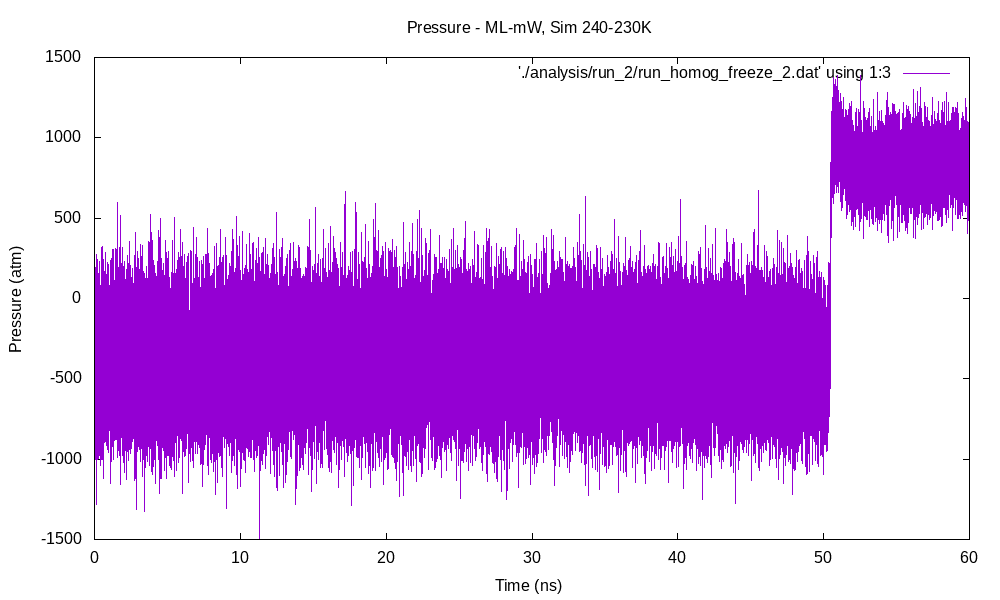 Pressure - ML-mW, Sim 240-230K
'./analysis/run_2/run_homog_freeze_2.dat' using 1:3
1500
1000
500
0
-500
-1000
-1500
Pressure (atm)
0 10 20 30 40 50 60
Time (ns)